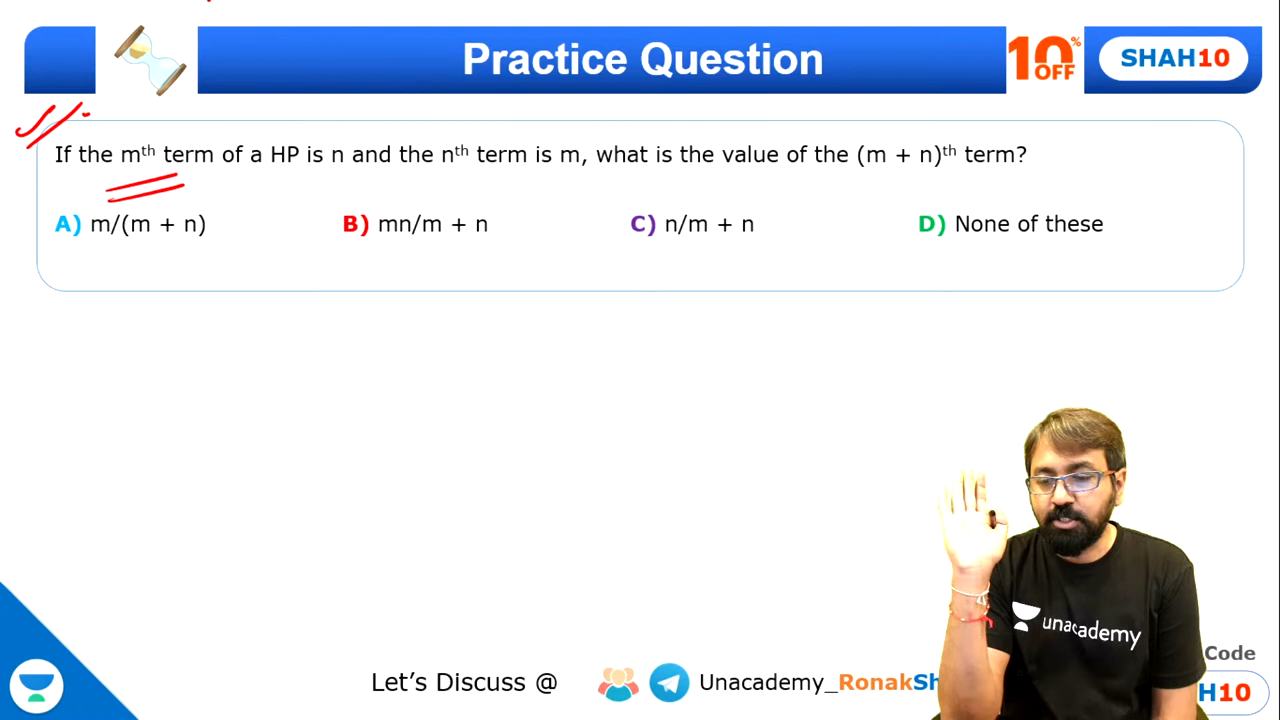 Practice Question
10% OFF
SHAH10
If the mth term of a HP is n and the nth term is m, what is the value of the (m + n)th term?
A) m/(m + n)
B) mn/m + n
C) n/m + n
D) None of these
unacademy
Code
H10
Let's Discuss @
Unacademy_RonakSh